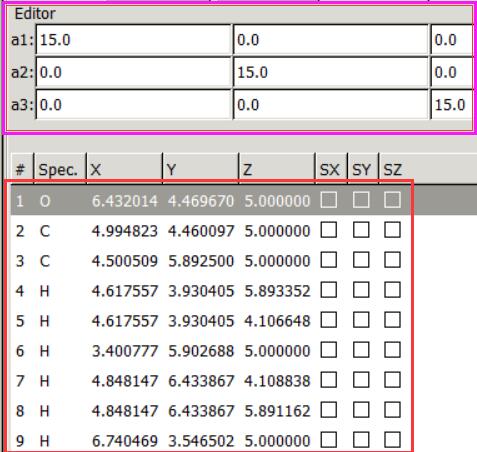 Editor
a1: 15.0 0.0 0.0
a2: 0.0 15.0 0.0
a3: 0.0 0.0 15.0
# Spec. X Y Z SX SY SZ
1 O 6.432014 4.469670 5.000000
2 C 4.994823 4.460097 5.000000
3 C 4.500509 5.892500 5.000000
4 H 4.617557 3.930405 5.893352
5 H 4.617557 3.930405 4.106648
6 H 3.400777 5.902688 5.000000
7 H 4.848147 6.433867 4.108838
8 H 4.848147 6.433867 5.891162
9 H 6.740469 3.546502 5.000000